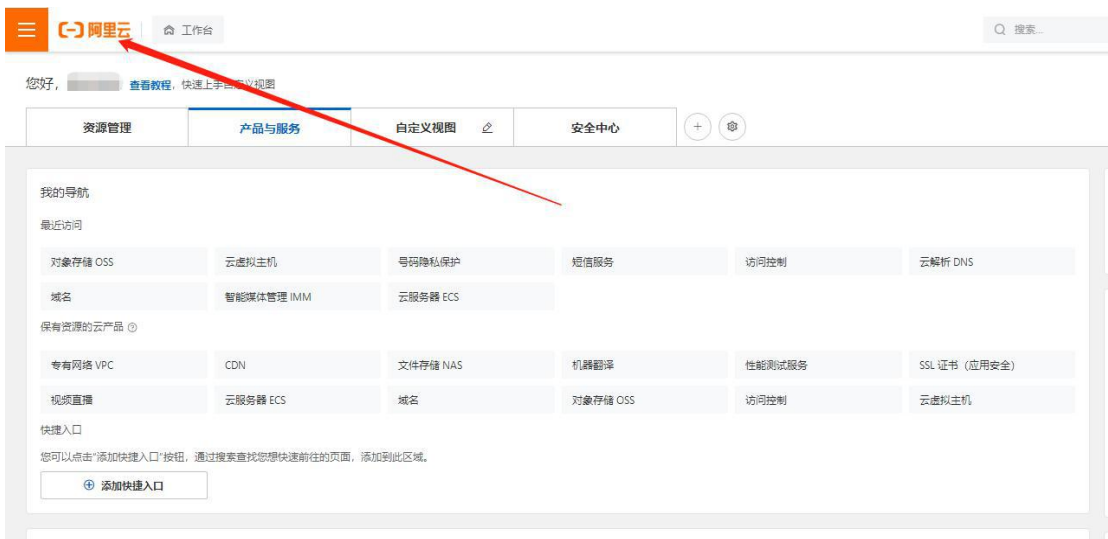 阿里云 工作台 搜索...
您好, 查看教程, 快速上手自定义视图
资源管理 产品与服务 自定义视图 安全中心
我的导航
最近访问
对象存储 OSS 云虚拟主机 号码隐私保护 短信服务 访问控制 云解析 DNS
域名 智能媒体管理 IMM 云服务器 ECS
保有资源的云产品
专有网络 VPC CDN 文件存储 NAS 机器翻译 性能测试服务 SSL 证书（应用安全）
视频直播 云服务器 ECS 域名 对象存储 OSS 访问控制 云虚拟主机
快捷入口
您可以点击“添加快捷入口”按钮，通过搜索查找您想快速前往的页面，添加到此区域。
添加快捷入口